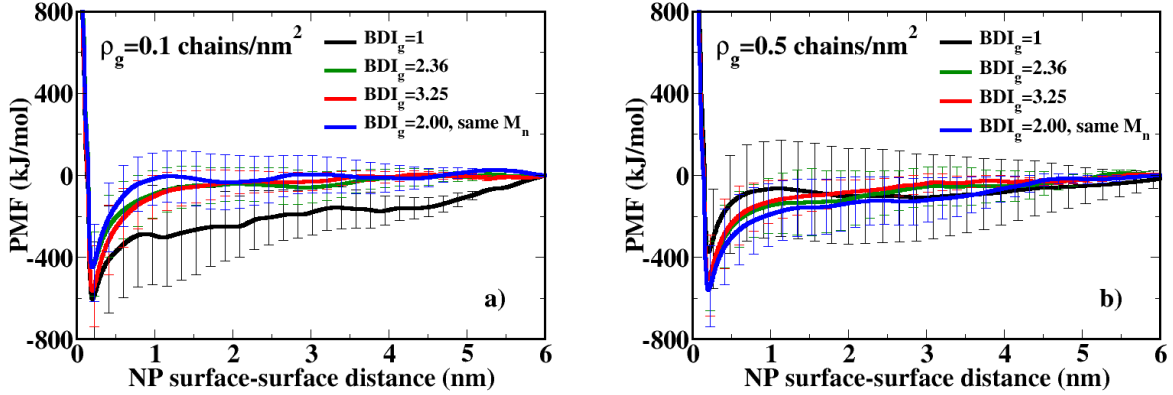 800
400
0
-400
-800
PMF (kJ/mol)
ρg=0.1 chains/nm²
BDIg=1
BDIg=2.36
BDIg=3.25
BDIg=2.00, same Mn
a)
0 1 2 3 4 5 6
NP surface-surface distance (nm)
800
400
0
-400
-800
PMF (kJ/mol)
ρg=0.5 chains/nm²
BDIg=1
BDIg=2.36
BDIg=3.25
BDIg=2.00, same Mn
b)
0 1 2 3 4 5 6
NP surface-surface distance (nm)